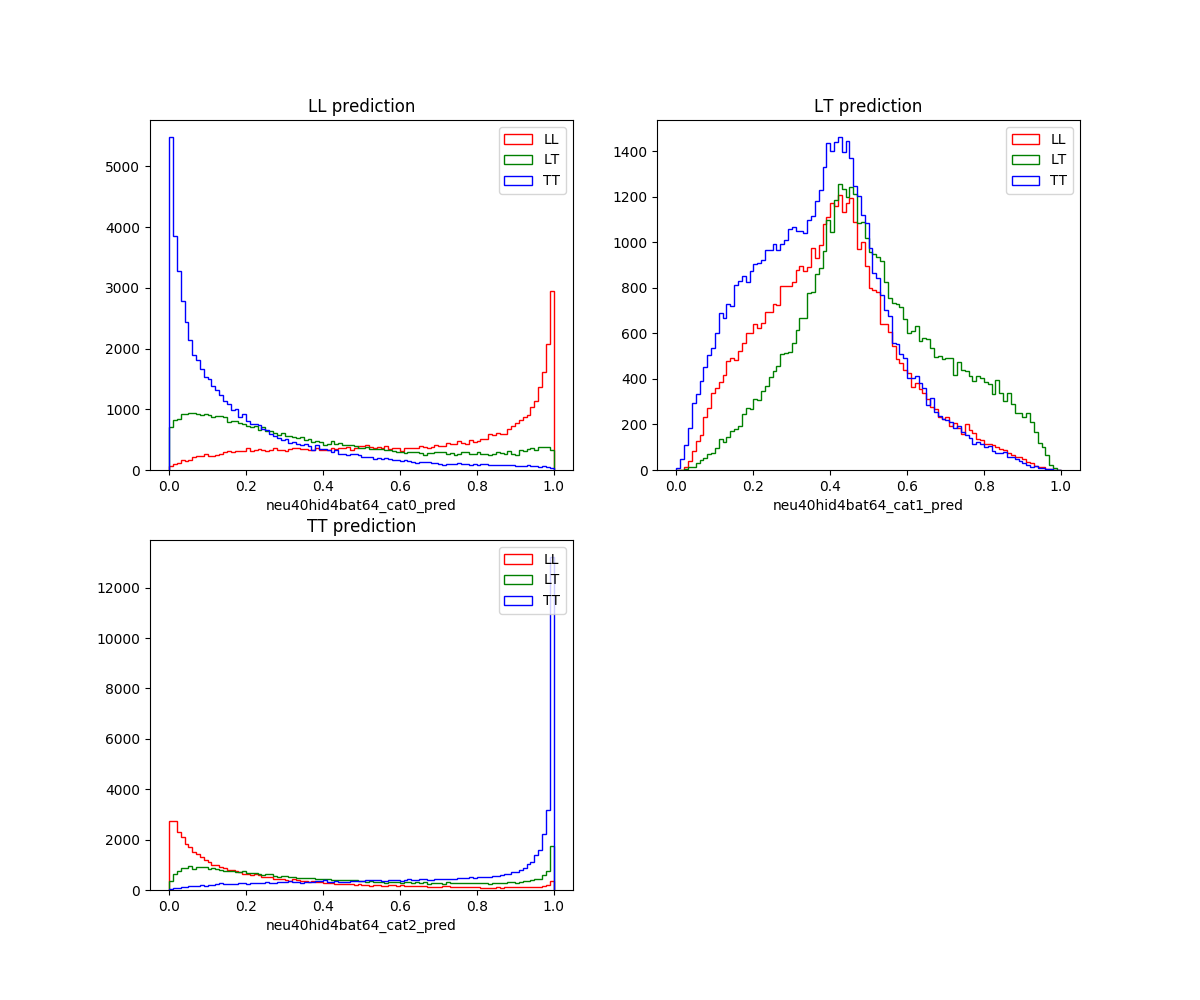 LL prediction
LL
LT
TT
5000
4000
3000
2000
1000
0
0.0 0.2 0.4 0.6 0.8 1.0
neu40hid4bat64_cat0_pred
LT prediction
LL
LT
TT
1400
1200
1000
800
600
400
200
0
0.0 0.2 0.4 0.6 0.8 1.0
neu40hid4bat64_cat1_pred
TT prediction
LL
LT
TT
12000
10000
8000
6000
4000
2000
0
0.0 0.2 0.4 0.6 0.8 1.0
neu40hid4bat64_cat2_pred